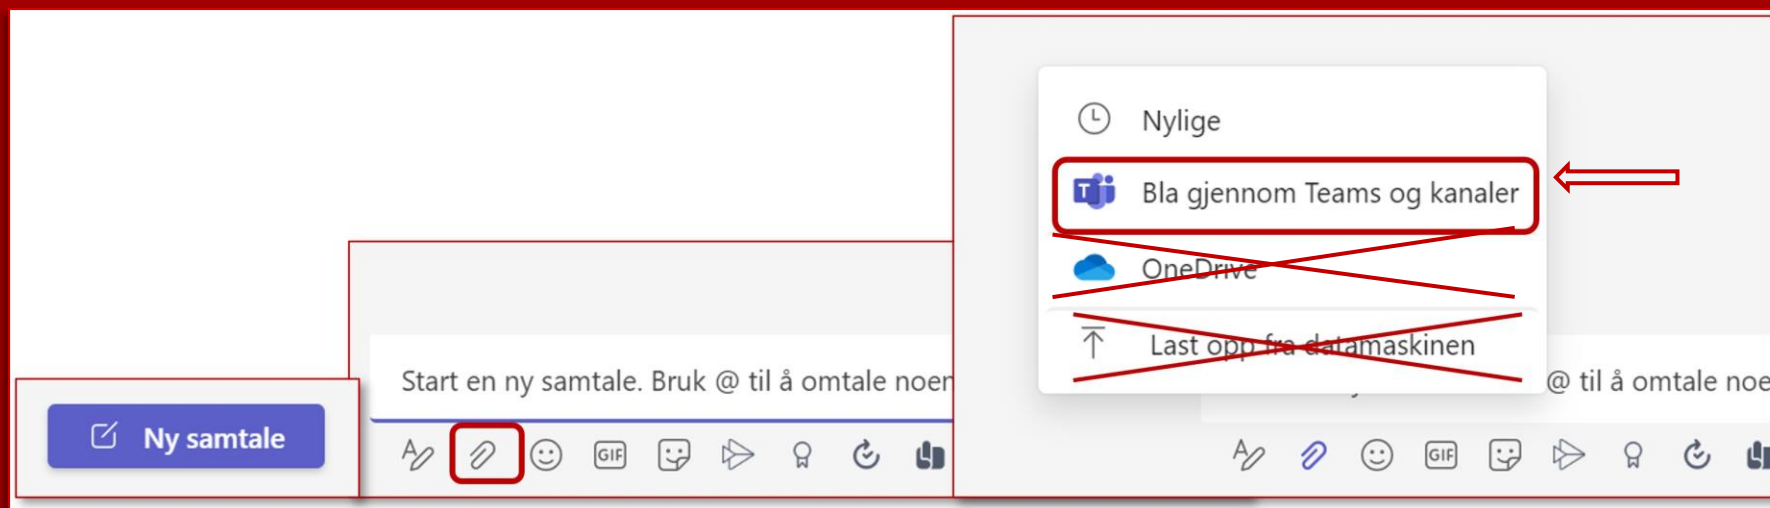 Ny samtale
Start en ny samtale. Bruk @ til å omtale noen
GIF
Nylige
T
Bla gjennom Teams og kanaler
OneDrive
Last opp fra datamaskinen
@ til å omtale noe
GIF